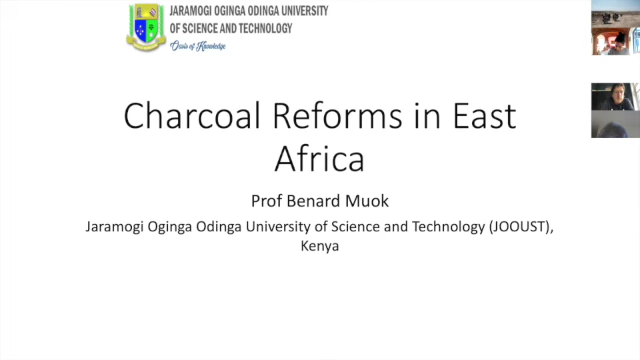 JARAMOGI OGINGA ODINGA UNIVERSITY
OF SCIENCE AND TECHNOLOGY
Oasis of Knowledge
Charcoal Reforms in East
Africa
Prof Benard Muok
Jaramogi Oginga Odinga University of Science and Technology (JOOUST),
Kenya